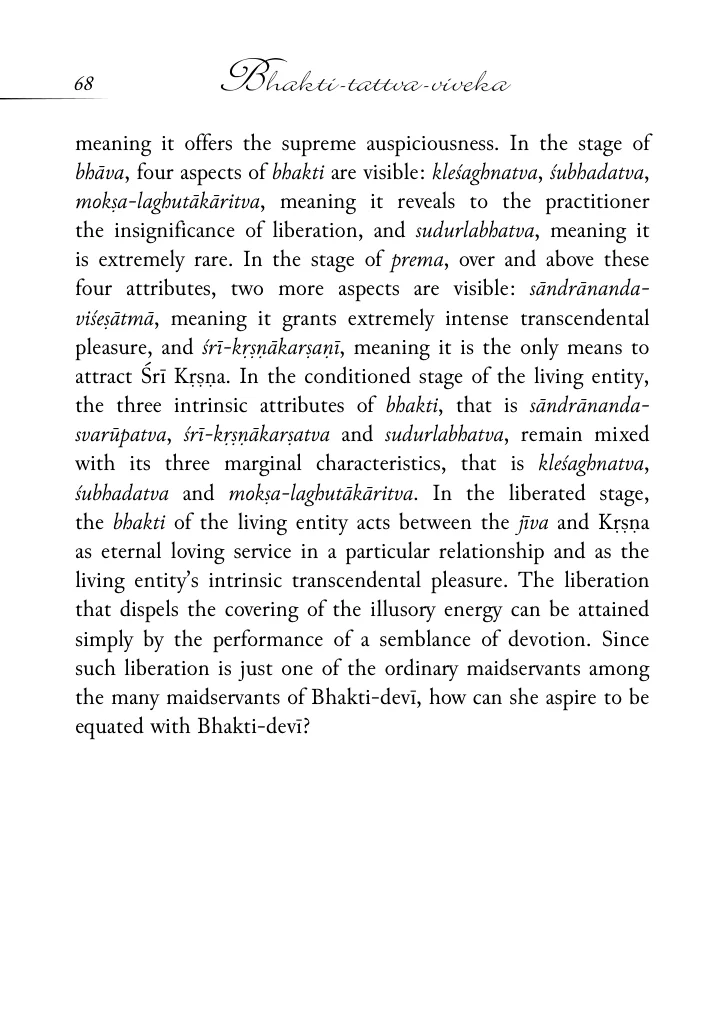 68
Bhakti-tattva-viveka
meaning it offers the supreme auspiciousness. In the stage of
bhāva, four aspects of bhakti are visible: kleśaghnatva, śubhadatva,
mokṣa-laghutākāritva, meaning it reveals to the practitioner
the insignificance of liberation, and sudurlabhatva, meaning it
is extremely rare. In the stage of prema, over and above these
four attributes, two more aspects are visible: sāndrānanda-
viśeṣātmā, meaning it grants extremely intense transcendental
pleasure, and śrī-kṛṣṇākarṣaṇī, meaning it is the only means to
attract Śrī Kṛṣṇa. In the conditioned stage of the living entity,
the three intrinsic attributes of bhakti, that is sāndrānanda-
svarūpatva, śrī-kṛṣṇākarṣatva and sudurlabhatva, remain mixed
with its three marginal characteristics, that is kleśaghnatva,
śubhadatva and mokṣa-laghutākāritva. In the liberated stage,
the bhakti of the living entity acts between the jīva and Kṛṣṇa
as eternal loving service in a particular relationship and as the
living entity’s intrinsic transcendental pleasure. The liberation
that dispels the covering of the illusory energy can be attained
simply by the performance of a semblance of devotion. Since
such liberation is just one of the ordinary maidservants among
the many maidservants of Bhakti-devī, how can she aspire to be
equated with Bhakti-devī?